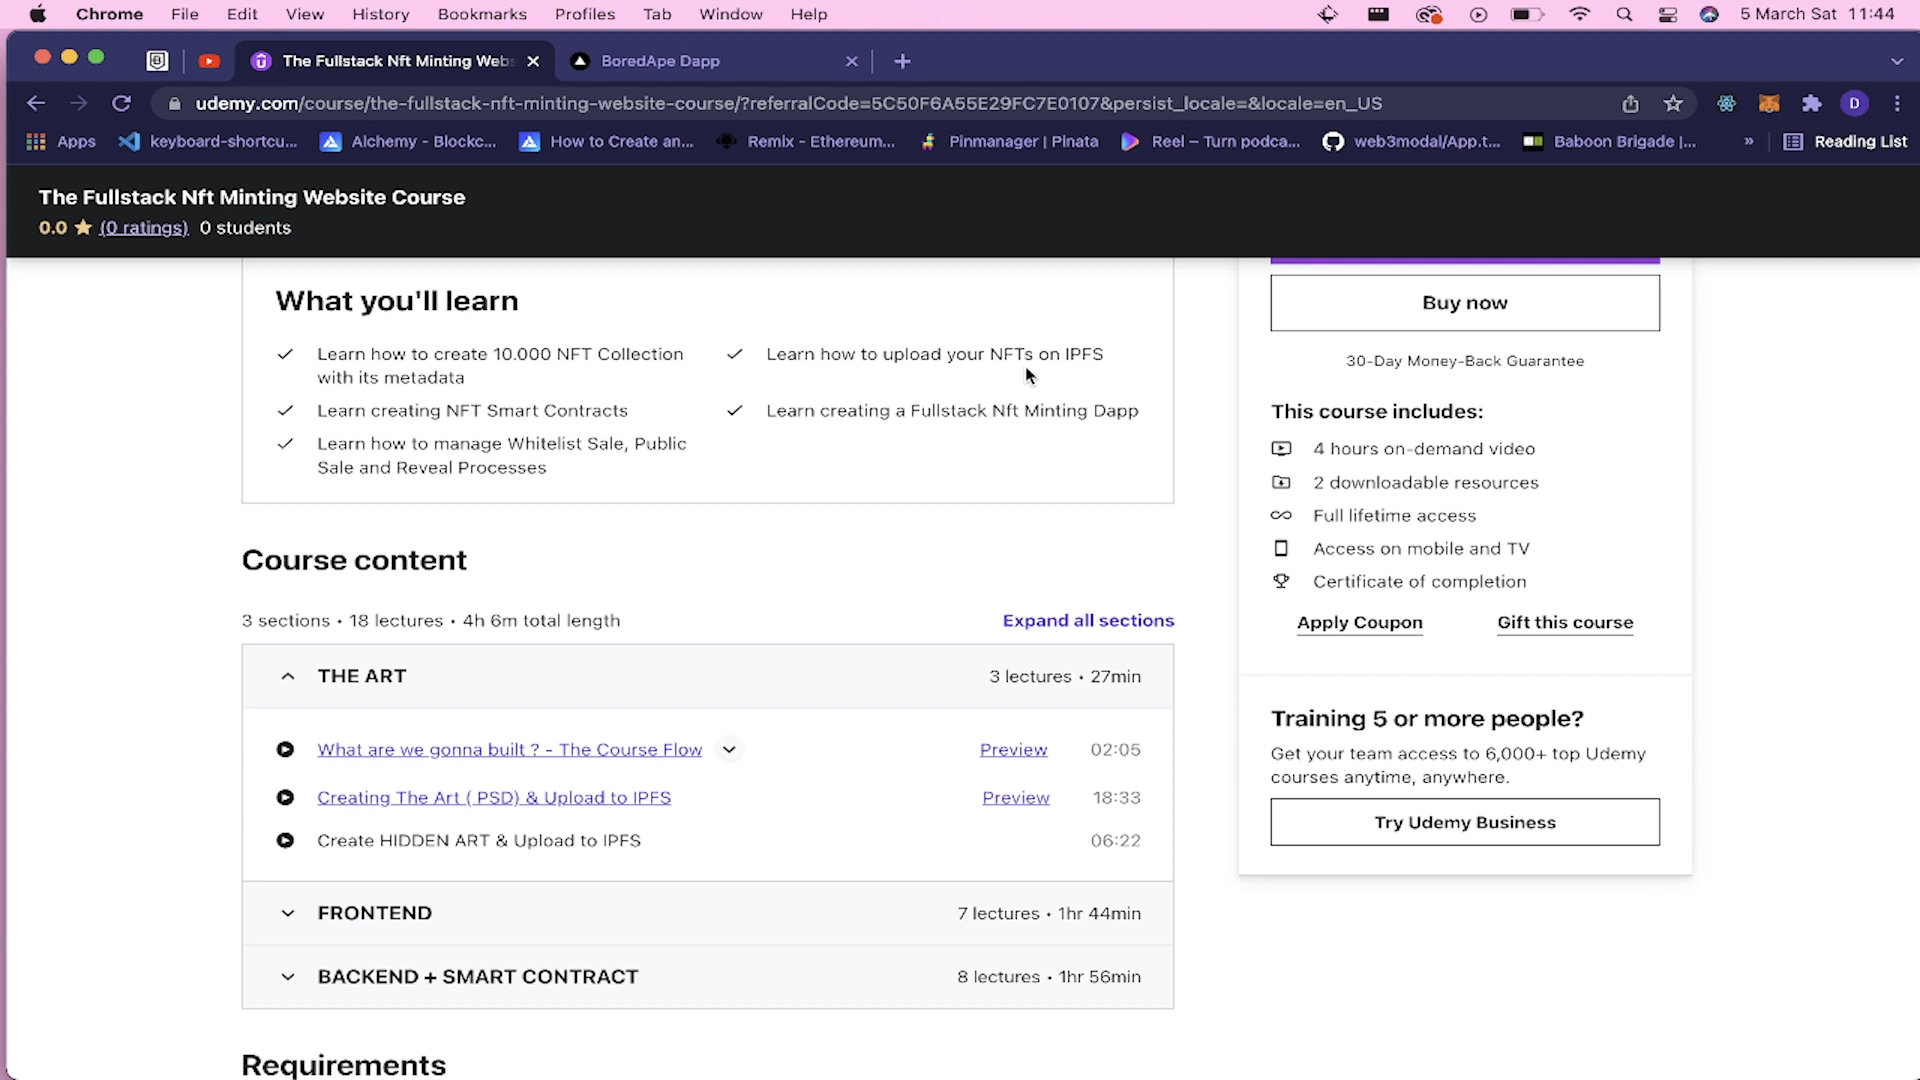 Chrome File Edit View History Bookmarks Profiles Tab Window Help 5 March Sat 11:44
The Fullstack Nft Minting Webs BoredApe Dapp
udemy.com/course/the-fullstack-nft-minting-website-course/?referralCode=5C50F6A55E29FC7E0107&persist_locale=&locale=en_US D
Apps keyboard-shortcu... Alchemy - Blockc... How to Create an... Remix - Ethereum... Pinmanager | Pinata Reel – Turn podca... web3modal/App.t... Baboon Brigade |... » Reading List
The Fullstack Nft Minting Website Course
0.0 (0 ratings) 0 students
What you'll learn
Learn how to create 10.000 NFT Collection
with its metadata
Learn how to upload your NFTs on IPFS
Learn creating NFT Smart Contracts
Learn creating a Fullstack Nft Minting Dapp
Learn how to manage Whitelist Sale, Public
Sale and Reveal Processes
Course content
3 sections • 18 lectures • 4h 6m total length Expand all sections
THE ART 3 lectures • 27min
What are we gonna built ? - The Course Flow Preview 02:05
Creating The Art ( PSD) & Upload to IPFS Preview 18:33
Create HIDDEN ART & Upload to IPFS 06:22
FRONTEND 7 lectures • 1hr 44min
BACKEND + SMART CONTRACT 8 lectures • 1hr 56min
Requirements
Buy now
30-Day Money-Back Guarantee
This course includes:
4 hours on-demand video
2 downloadable resources
Full lifetime access
Access on mobile and TV
Certificate of completion
Apply Coupon Gift this course
Training 5 or more people?
Get your team access to 6,000+ top Udemy
courses anytime, anywhere.
Try Udemy Business